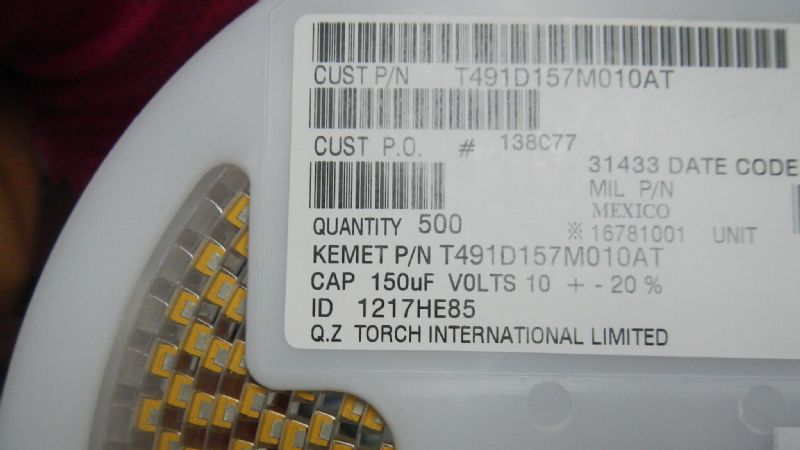 CUST P/N T491D157M010AT
CUST P.O. # 138C77
31433 DATE CODE
MIL P/N
MEXICO
QUANTITY 500
※16781001 UNIT
KEMET P/N T491D157M010AT
CAP 150uF VOLTS 10 + - 20 %
ID 1217HE85
Q.Z TORCH INTERNATIONAL LIMITED